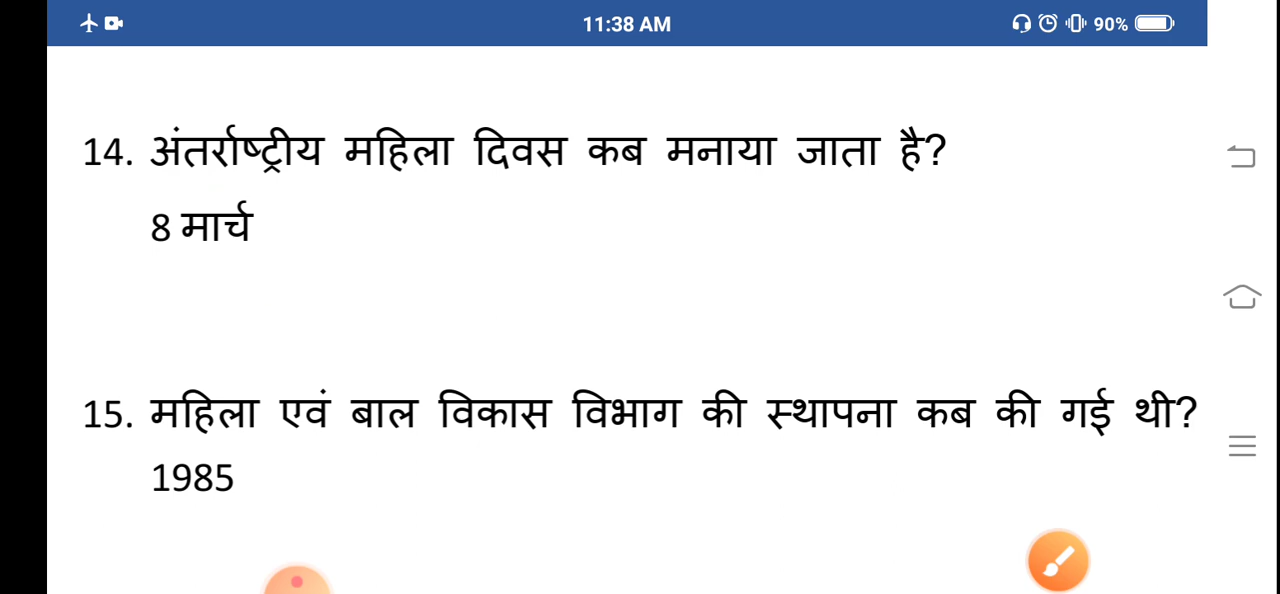 11:38 AM
90%
14. अंतर्राष्ट्रीय महिला दिवस कब मनाया जाता है?
8 मार्च
15. महिला एवं बाल विकास विभाग की स्थापना कब की गई थी?
1985